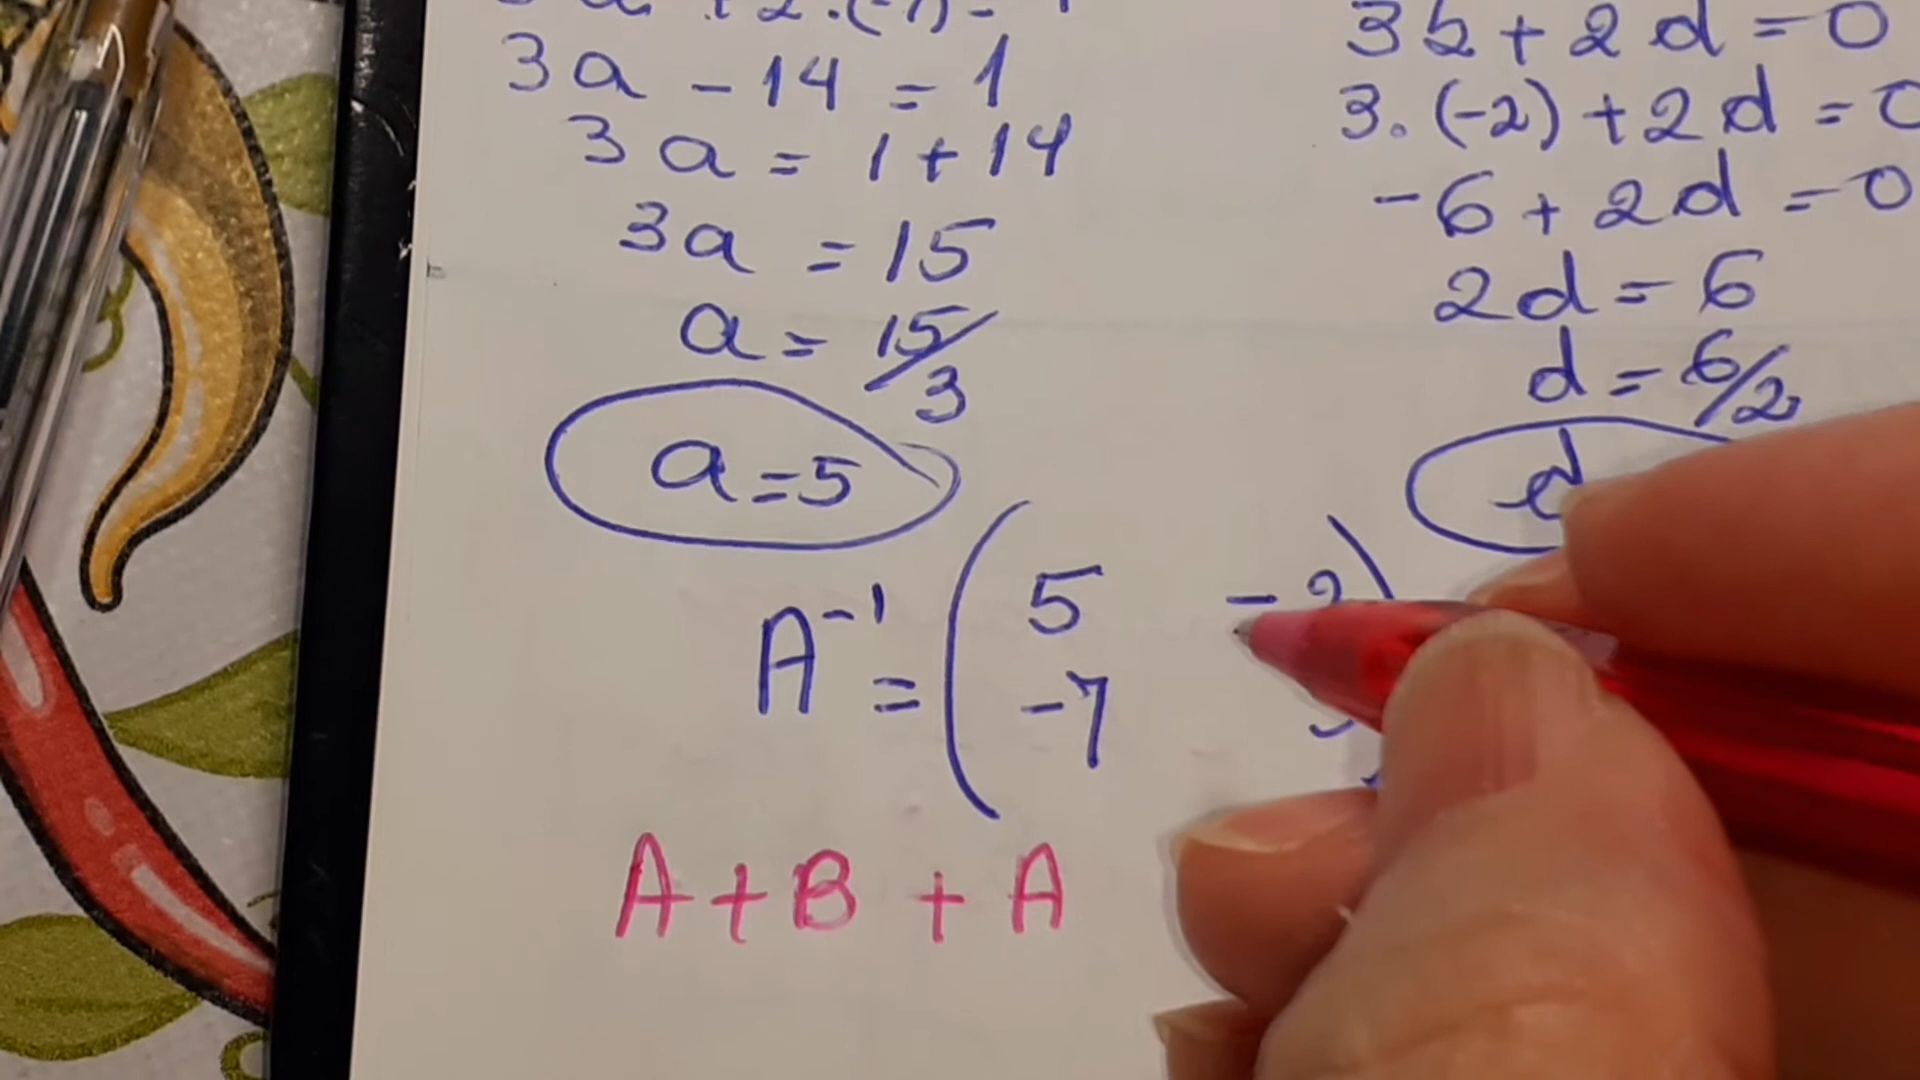 3a - 14 = 1
3a = 1 + 14
3a = 15
a = 15/3
a = 5
3b + 2d = 0
3.(-2) + 2d = 0
-6 + 2d = 0
2d = 6
d = 6/2
d
A⁻¹ = (5 -2
-7
A + B + A